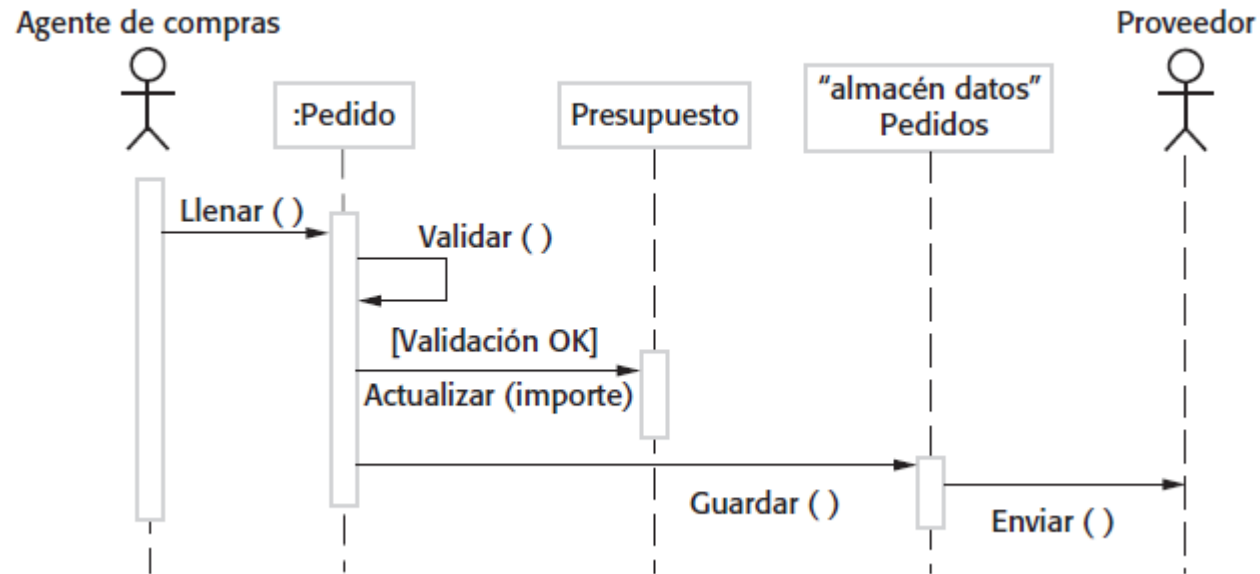 Agente de compras
Proveedor
:Pedido
Presupuesto
“almacén datos”
Pedidos
Llenar ( )
Validar ( )
[Validación OK]
Actualizar (importe)
Guardar ( )
Enviar ( )